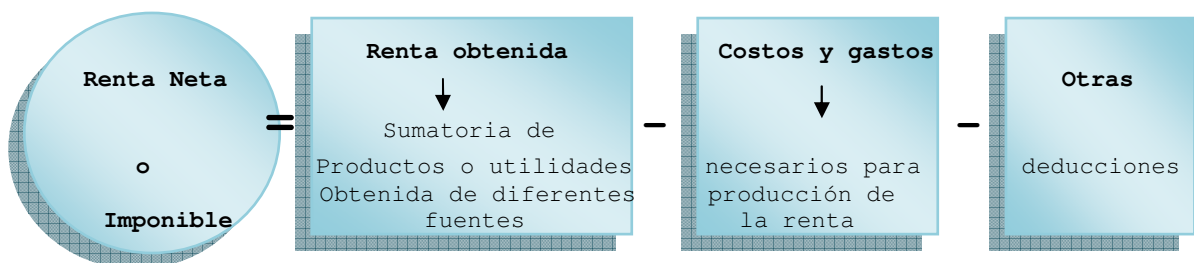 Renta Neta
o
Imponible
=
Renta obtenida
Sumatoria de
Productos o utilidades
Obtenida de diferentes
fuentes
–
Costos y gastos
necesarios para
producción de
la renta
–
Otras
deducciones